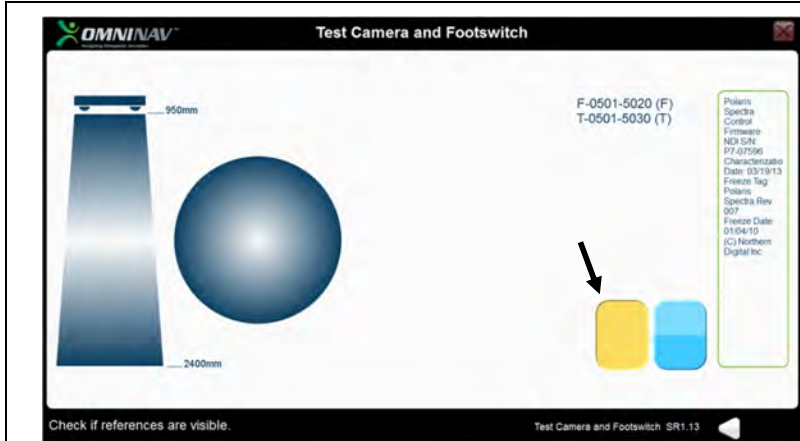 OMNINAV™
Test Camera and Footswitch
950mm
2400mm
F-0501-5020 (F)
T-0501-5030 (T)
Polaris
Spectra
Control
Firmware
NDI S/N:
P7-07596
Characterizatio
Date: 03/19/13
Freeze Tag:
Polaris
Spectra Rev
007
Freeze Date:
01/04/10
(C) Northern
Digital Inc.
Check if references are visible.
Test Camera and Footswitch SR1.13